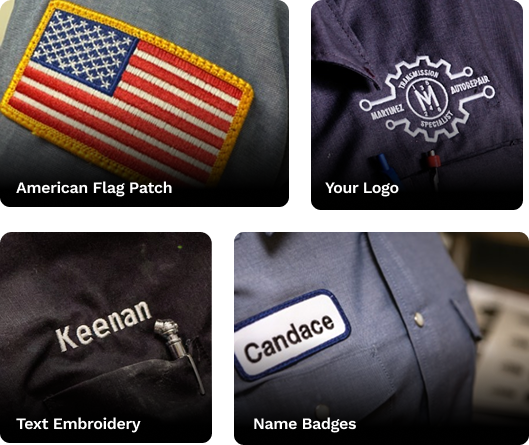 American Flag Patch
TRANSMISSION
MARTINEZ
AUTOREPAIR
M
SPECIALIST
Your Logo
Keenan
Text Embroidery
Candace
Name Badges